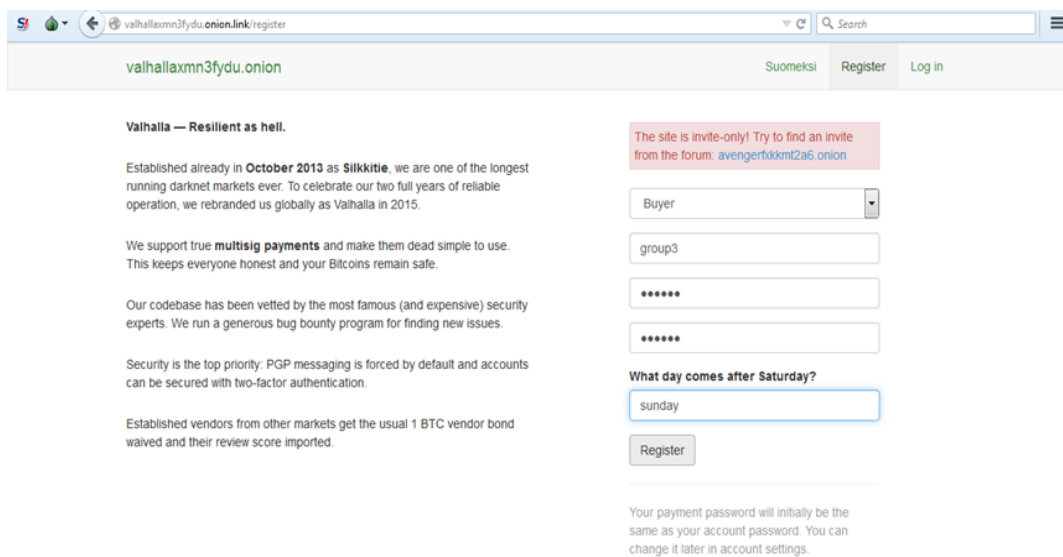 valhallaxmn3fydu.onion.link/register
Search
valhallaxmn3fydu.onion
Suomeksi
Register
Log in
Valhalla — Resilient as hell.
Established already in October 2013 as Silkkitie, we are one of the longest
running darknet markets ever. To celebrate our two full years of reliable
operation, we rebranded us globally as Valhalla in 2015.
We support true multisig payments and make them dead simple to use.
This keeps everyone honest and your Bitcoins remain safe.
Our codebase has been vetted by the most famous (and expensive) security
experts. We run a generous bug bounty program for finding new issues.
Security is the top priority: PGP messaging is forced by default and accounts
can be secured with two-factor authentication.
Established vendors from other markets get the usual 1 BTC vendor bond
waived and their review score imported.
The site is invite-only! Try to find an invite
from the forum: avengerfxkkmt2a6.onion
Buyer
group3
••••••
••••••
What day comes after Saturday?
sunday
Register
Your payment password will initially be the
same as your account password. You can
change it later in account settings.